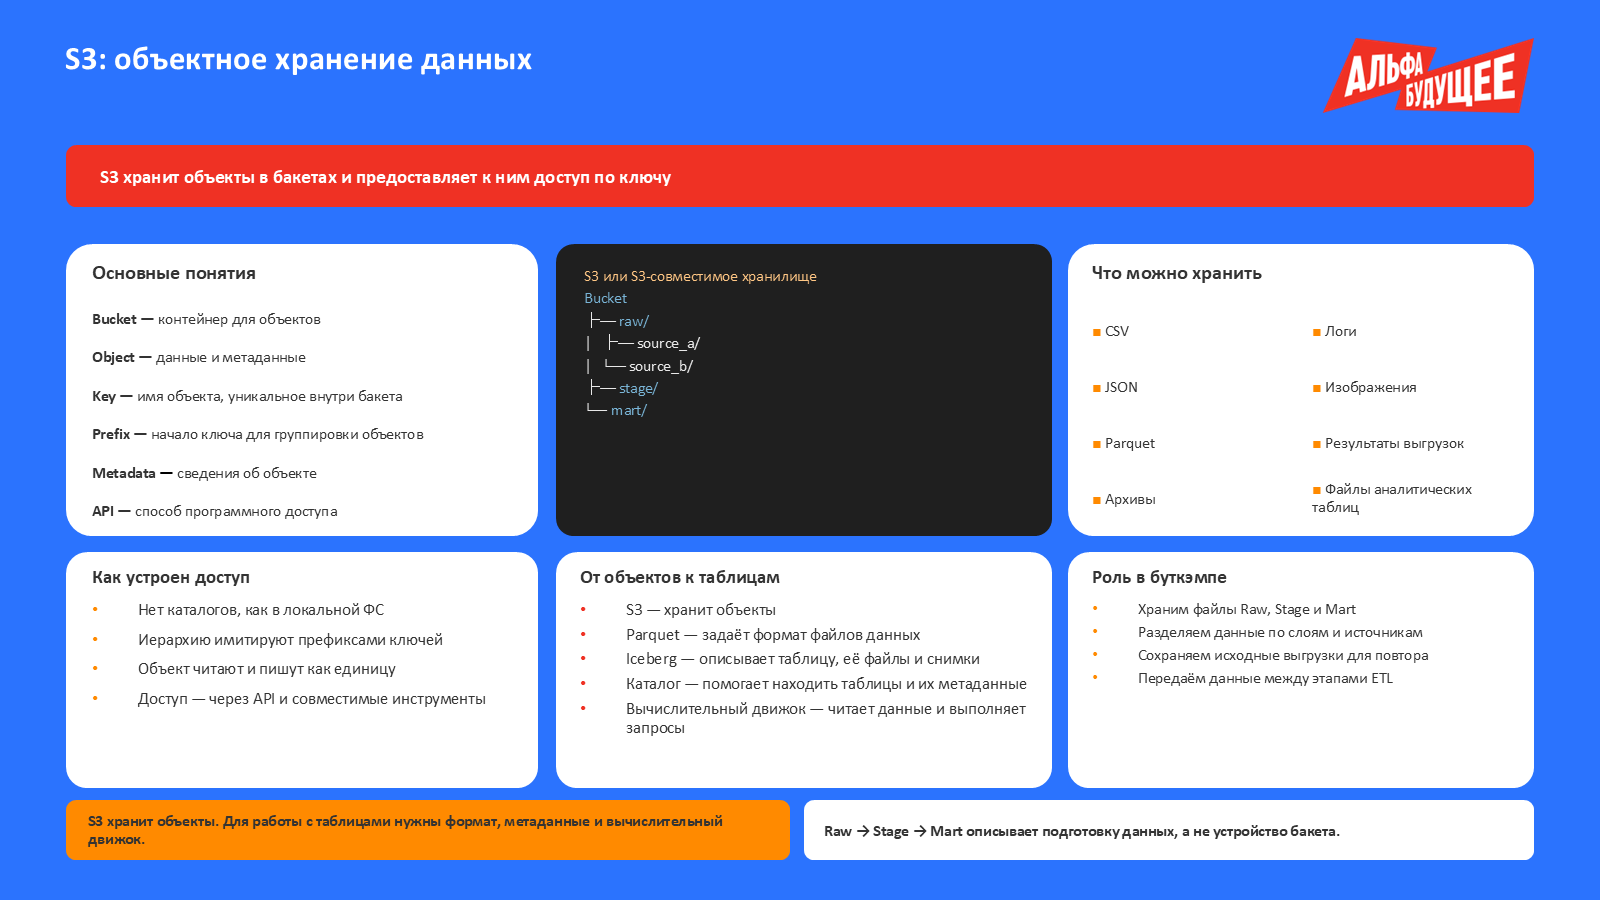 S3: объектное хранение данных
АЛЬФА
БУДУЩЕЕ
S3 хранит объекты в бакетах и предоставляет к ним доступ по ключу
Основные понятия
Bucket — контейнер для объектов
Object — данные и метаданные
Key — имя объекта, уникальное внутри бакета
Prefix — начало ключа для группировки объектов
Metadata — сведения об объекте
API — способ программного доступа
S3 или S3-совместимое хранилище
Bucket
├── raw/
│   ├── source_a/
│   └── source_b/
├── stage/
└── mart/
Что можно хранить
■ CSV
■ Логи
■ JSON
■ Изображения
■ Parquet
■ Результаты выгрузок
■ Архивы
■ Файлы аналитических
таблиц
Как устроен доступ
• Нет каталогов, как в локальной ФС
• Иерархию имитируют префиксами ключей
• Объект читают и пишут как единицу
• Доступ — через API и совместимые инструменты
От объектов к таблицам
• S3 — хранит объекты
• Parquet — задаёт формат файлов данных
• Iceberg — описывает таблицу, её файлы и снимки
• Каталог — помогает находить таблицы и их метаданные
• Вычислительный движок — читает данные и выполняет
запросы
Роль в буткэмпе
• Храним файлы Raw, Stage и Mart
• Разделяем данные по слоям и источникам
• Сохраняем исходные выгрузки для повтора
• Передаём данные между этапами ETL
S3 хранит объекты. Для работы с таблицами нужны формат, метаданные и вычислительный
движок.
Raw → Stage → Mart описывает подготовку данных, а не устройство бакета.